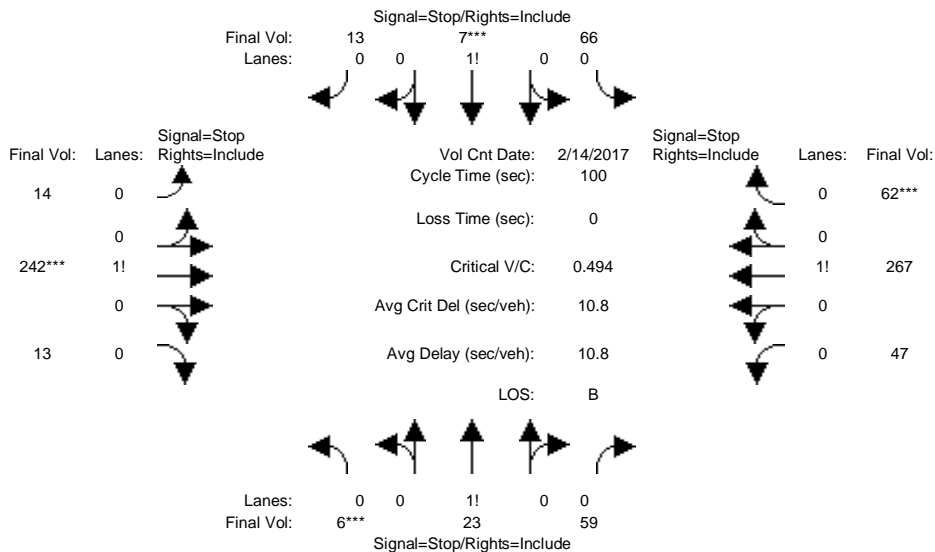 Signal=Stop/Rights=Include
Final Vol: 13 7*** 66
Lanes: 0 0 1! 0 0
Signal=Stop Signal=Stop
Final Vol: Lanes: Rights=Include Vol Cnt Date: 2/14/2017 Rights=Include Lanes: Final Vol:
Cycle Time (sec): 100
14 0 0 62***
Loss Time (sec): 0
0 0
242*** 1! Critical V/C: 0.494 1! 267
0 Avg Crit Del (sec/veh): 10.8 0
13 0 Avg Delay (sec/veh): 10.8 0 47
LOS: B
Lanes: 0 0 1! 0 0
Final Vol: 6*** 23 59
Signal=Stop/Rights=Include